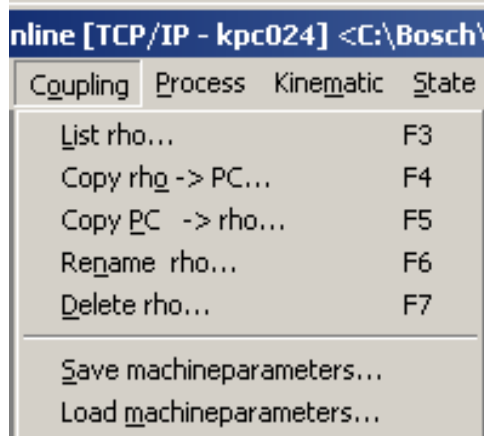 nline [TCP/IP - kpc024] <C:\Bosch\
Coupling Process Kinematic State
List rho... F3
Copy rho -> PC... F4
Copy PC -> rho... F5
Rename rho... F6
Delete rho... F7
Save machineparameters...
Load machineparameters...